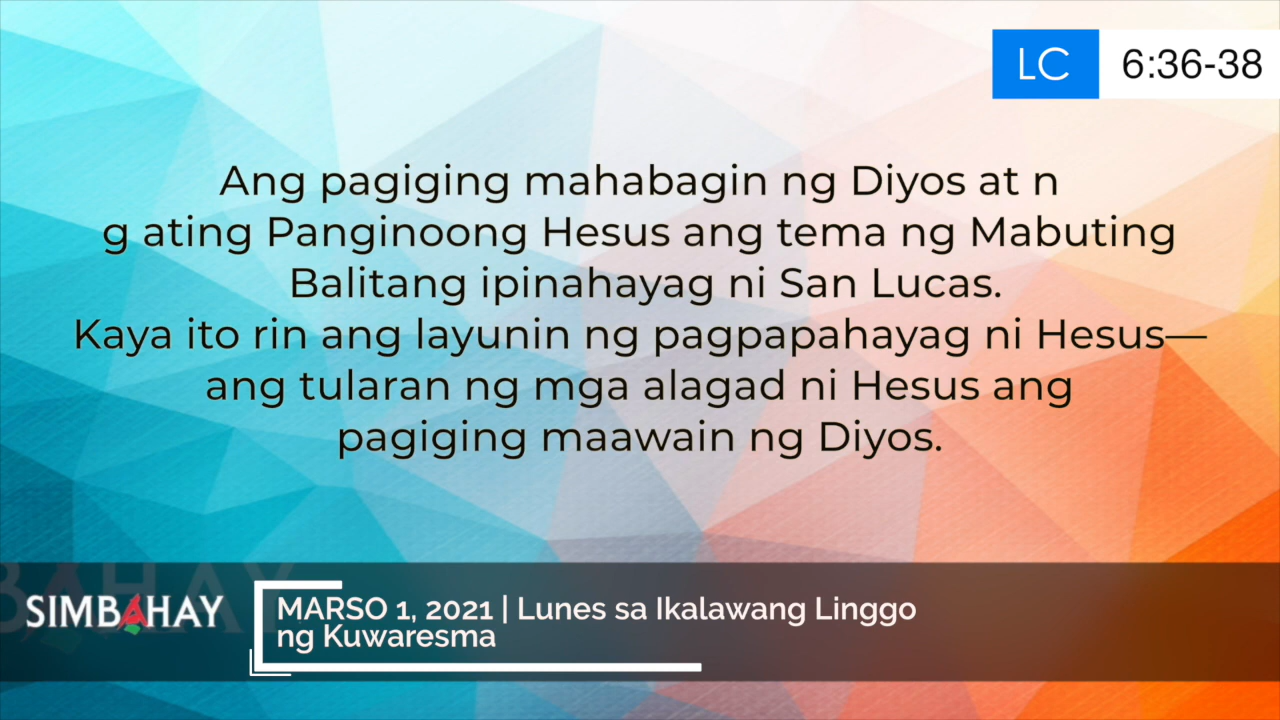 LC 6:36-38
Ang pagiging mahabagin ng Diyos at n
g ating Panginoong Hesus ang tema ng Mabuting
Balitang ipinahayag ni San Lucas.
Kaya ito rin ang layunin ng pagpapahayag ni Hesus—
ang tularan ng mga alagad ni Hesus ang
pagiging maawain ng Diyos.
SIMBAHAY
MARSO 1, 2021 | Lunes sa Ikalawang Linggo
ng Kuwaresma